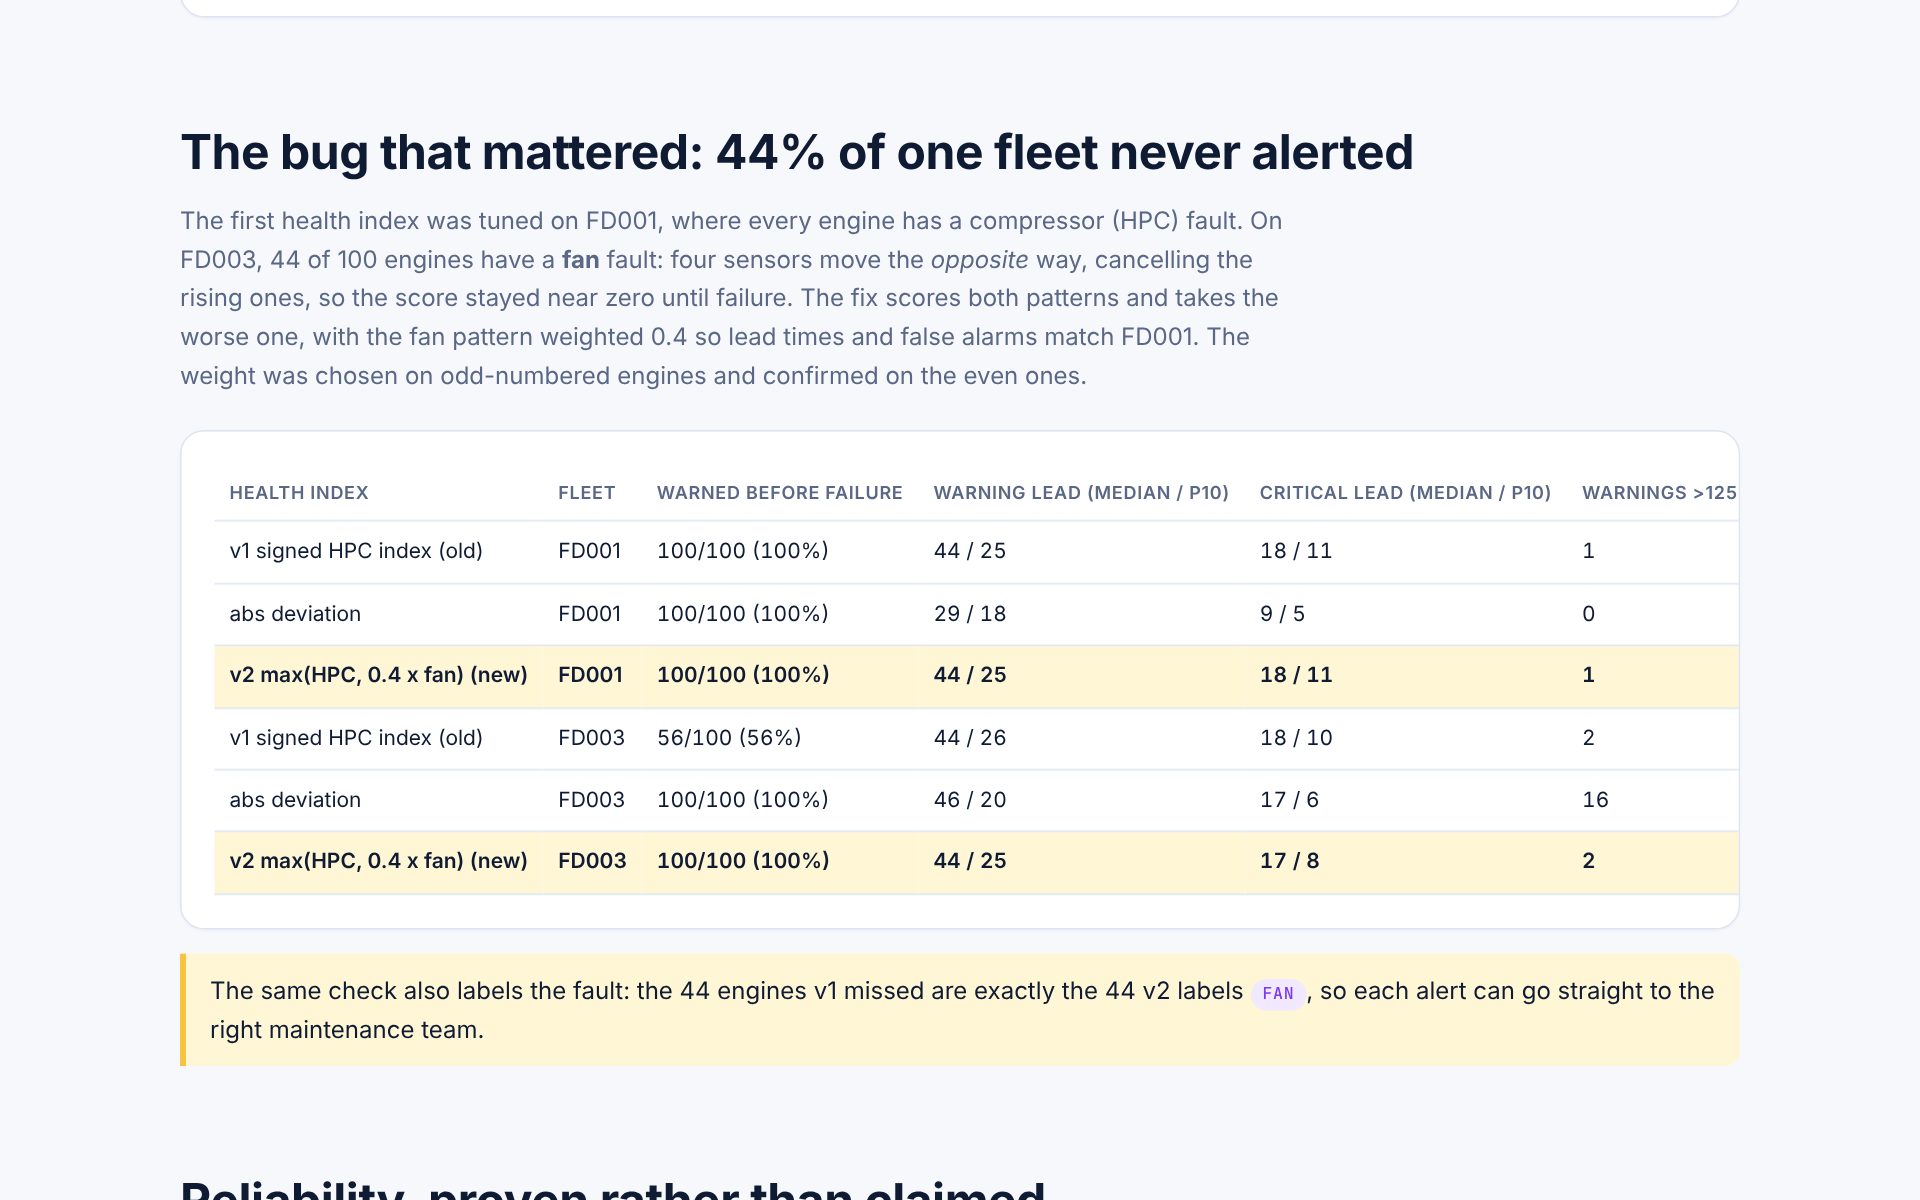 The bug that mattered: 44% of one fleet never alerted
The first health index was tuned on FD001, where every engine has a compressor (HPC) fault. On
FD003, 44 of 100 engines have a fan fault: four sensors move the opposite way, cancelling the
rising ones, so the score stayed near zero until failure. The fix scores both patterns and takes the
worse one, with the fan pattern weighted 0.4 so lead times and false alarms match FD001. The
weight was chosen on odd-numbered engines and confirmed on the even ones.
HEALTH INDEX FLEET WARNED BEFORE FAILURE WARNING LEAD (MEDIAN / P10) CRITICAL LEAD (MEDIAN / P10) WARNINGS >125
v1 signed HPC index (old) FD001 100/100 (100%) 44 / 25 18 / 11 1
abs deviation FD001 100/100 (100%) 29 / 18 9 / 5 0
v2 max(HPC, 0.4 x fan) (new) FD001 100/100 (100%) 44 / 25 18 / 11 1
v1 signed HPC index (old) FD003 56/100 (56%) 44 / 26 18 / 10 2
abs deviation FD003 100/100 (100%) 46 / 20 17 / 6 16
v2 max(HPC, 0.4 x fan) (new) FD003 100/100 (100%) 44 / 25 17 / 8 2
The same check also labels the fault: the 44 engines v1 missed are exactly the 44 v2 labels FAN, so each alert can go straight to the
right maintenance team.
Reliability, proven rather than claimed